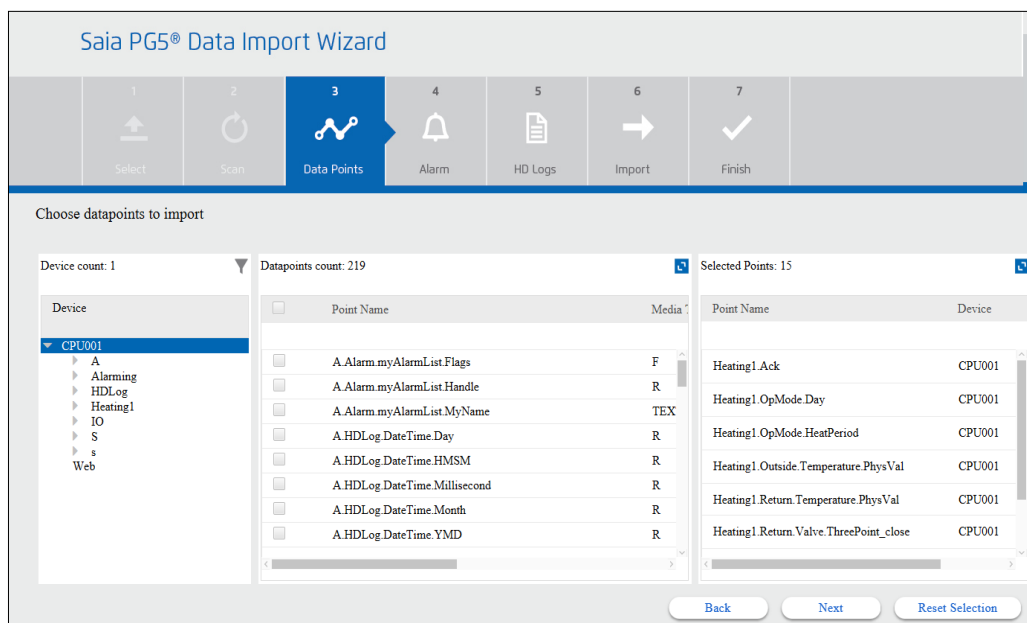 Saia PG5® Data Import Wizard
1 2 3 4 5 6 7
Select Scan Data Points Alarm HD Logs Import Finish
Choose datapoints to import
Device count: 1
Device
CPU001
A
Alarming
HDLog
Heating1
IO
S
s
Web
Datapoints count: 219
Point Name Media T
A.Alarm.myAlarmList.Flags F
A.Alarm.myAlarmList.Handle R
A.Alarm.myAlarmList.MyName TEX
A.HDLog.DateTime.Day R
A.HDLog.DateTime.HMSM R
A.HDLog.DateTime.Millisecond R
A.HDLog.DateTime.Month R
A.HDLog.DateTime.YMD R
Selected Points: 15
Point Name Device
Heating1.Ack CPU001
Heating1.OpMode.Day CPU001
Heating1.OpMode.HeatPeriod CPU001
Heating1.Outside.Temperature.PhysVal CPU001
Heating1.Return.Temperature.PhysVal CPU001
Heating1.Return.Valve.ThreePoint_close CPU001
Back Next Reset Selection